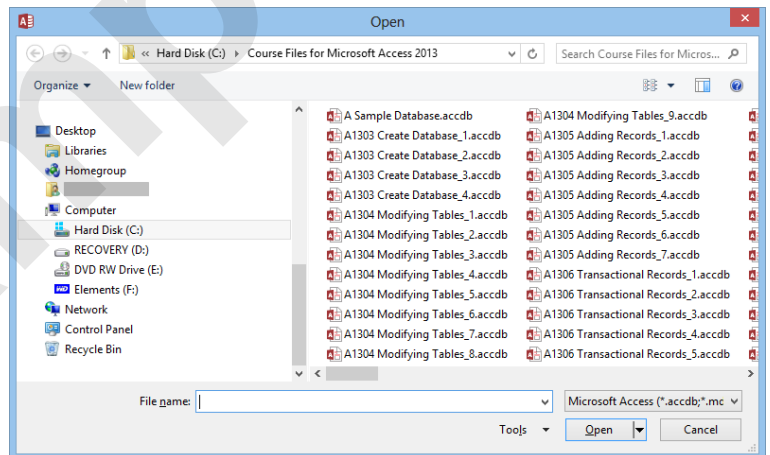 Open
« Hard Disk (C:) ▸ Course Files for Microsoft Access 2013
Search Course Files for Micros...
Organize
New folder
Desktop
Libraries
Homegroup
Computer
Hard Disk (C:)
RECOVERY (D:)
DVD RW Drive (E:)
Elements (F:)
Network
Control Panel
Recycle Bin
A Sample Database.accdb
A1303 Create Database_1.accdb
A1303 Create Database_2.accdb
A1303 Create Database_3.accdb
A1303 Create Database_4.accdb
A1304 Modifying Tables_1.accdb
A1304 Modifying Tables_2.accdb
A1304 Modifying Tables_3.accdb
A1304 Modifying Tables_4.accdb
A1304 Modifying Tables_5.accdb
A1304 Modifying Tables_6.accdb
A1304 Modifying Tables_7.accdb
A1304 Modifying Tables_8.accdb
A1304 Modifying Tables_9.accdb
A1305 Adding Records_1.accdb
A1305 Adding Records_2.accdb
A1305 Adding Records_3.accdb
A1305 Adding Records_4.accdb
A1305 Adding Records_5.accdb
A1305 Adding Records_6.accdb
A1305 Adding Records_7.accdb
A1306 Transactional Records_1.accdb
A1306 Transactional Records_2.accdb
A1306 Transactional Records_3.accdb
A1306 Transactional Records_4.accdb
A1306 Transactional Records_5.accdb
File name:
Microsoft Access (*.accdb;*.mc
Tools
Open
Cancel